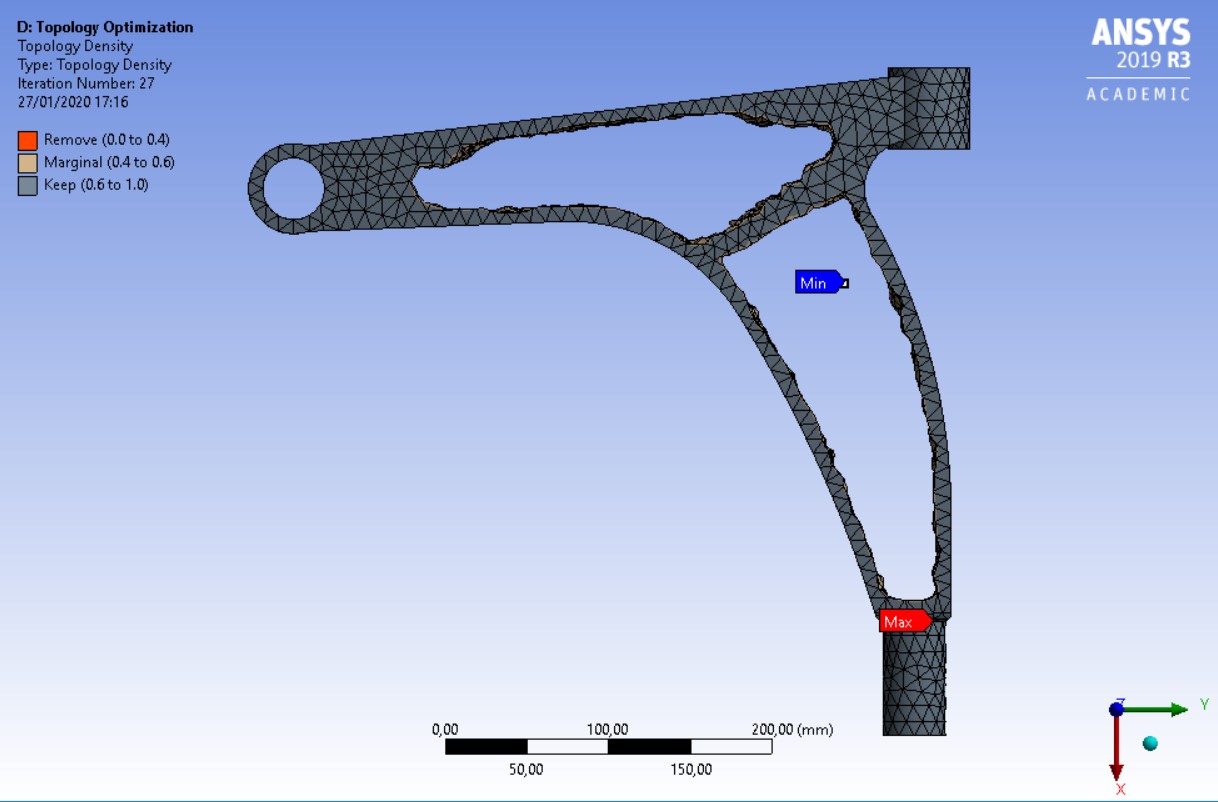 D: Topology Optimization
Topology Density
Type: Topology Density
Iteration Number: 27
27/01/2020 17:16
Remove (0.0 to 0.4)
Marginal (0.4 to 0.6)
Keep (0.6 to 1.0)
ANSYS
2019 R3
ACADEMIC
Min
Max
0,00 100,00 200,00 (mm)
50,00 150,00
Z
Y
X